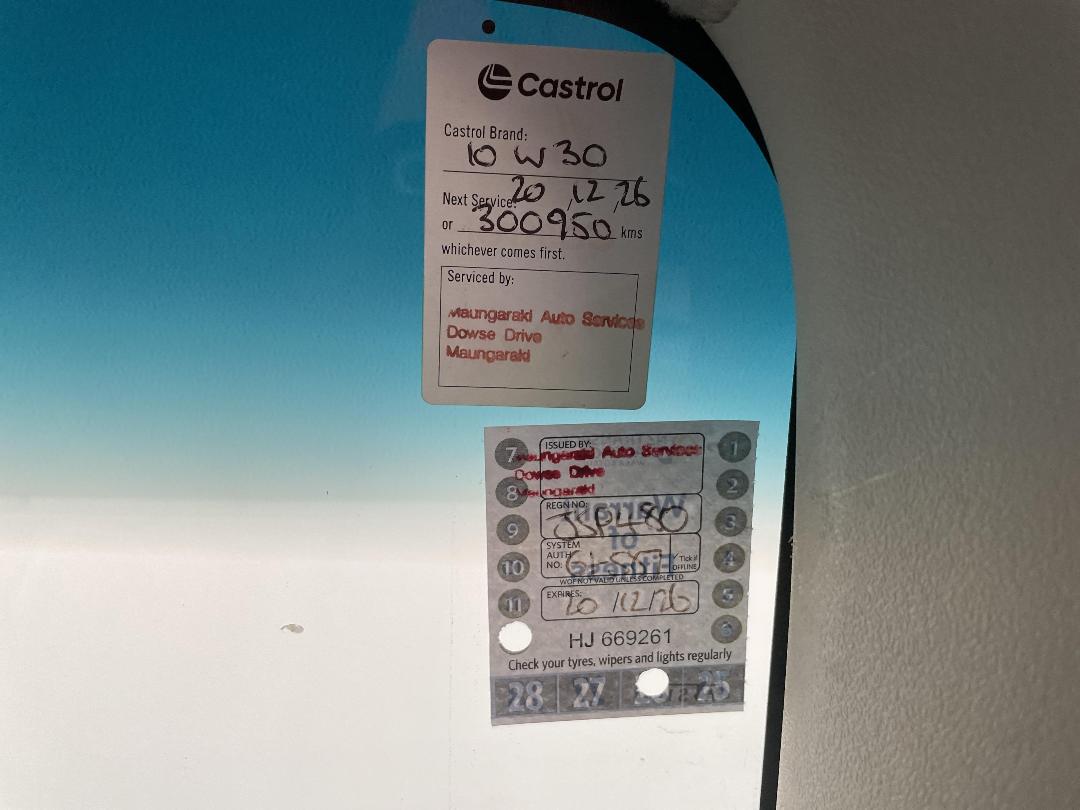 Castrol
Castrol Brand:
10 W 30
Next Service: 20, 12, 26
or 300950 kms
whichever comes first.
Serviced by:
Maungaraki Auto Services
Dowse Drive
Maungaraki
7 1
8 2
9 3
10 4
11 5
6
ISSUED BY:
Maungaraki Auto Services
Dowse Drive
Maungaraki
REGN NO:
Warrant
of
Fitness
SYSTEM
AUTH
NO:
Tick if
OFFLINE
WOF NOT VALID UNLESS COMPLETED
EXPIRES: 20/12/26
HJ 669261
Check your tyres, wipers and lights regularly
28 27 25